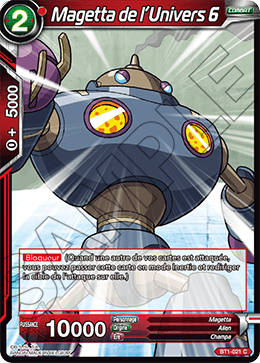 2
Magetta de l'Univers 6
COMBAT
+ 5000
SAMPLE
Bloqueur (Quand une autre de vos cartes est attaquée,
vous pouvez passer cette carte en mode inertie et rediriger
la cible de l'attaque sur elle.)
PUISSANCE
10000
Personnage Magetta
Origine Alien
Ère Champa
BT1-021 C